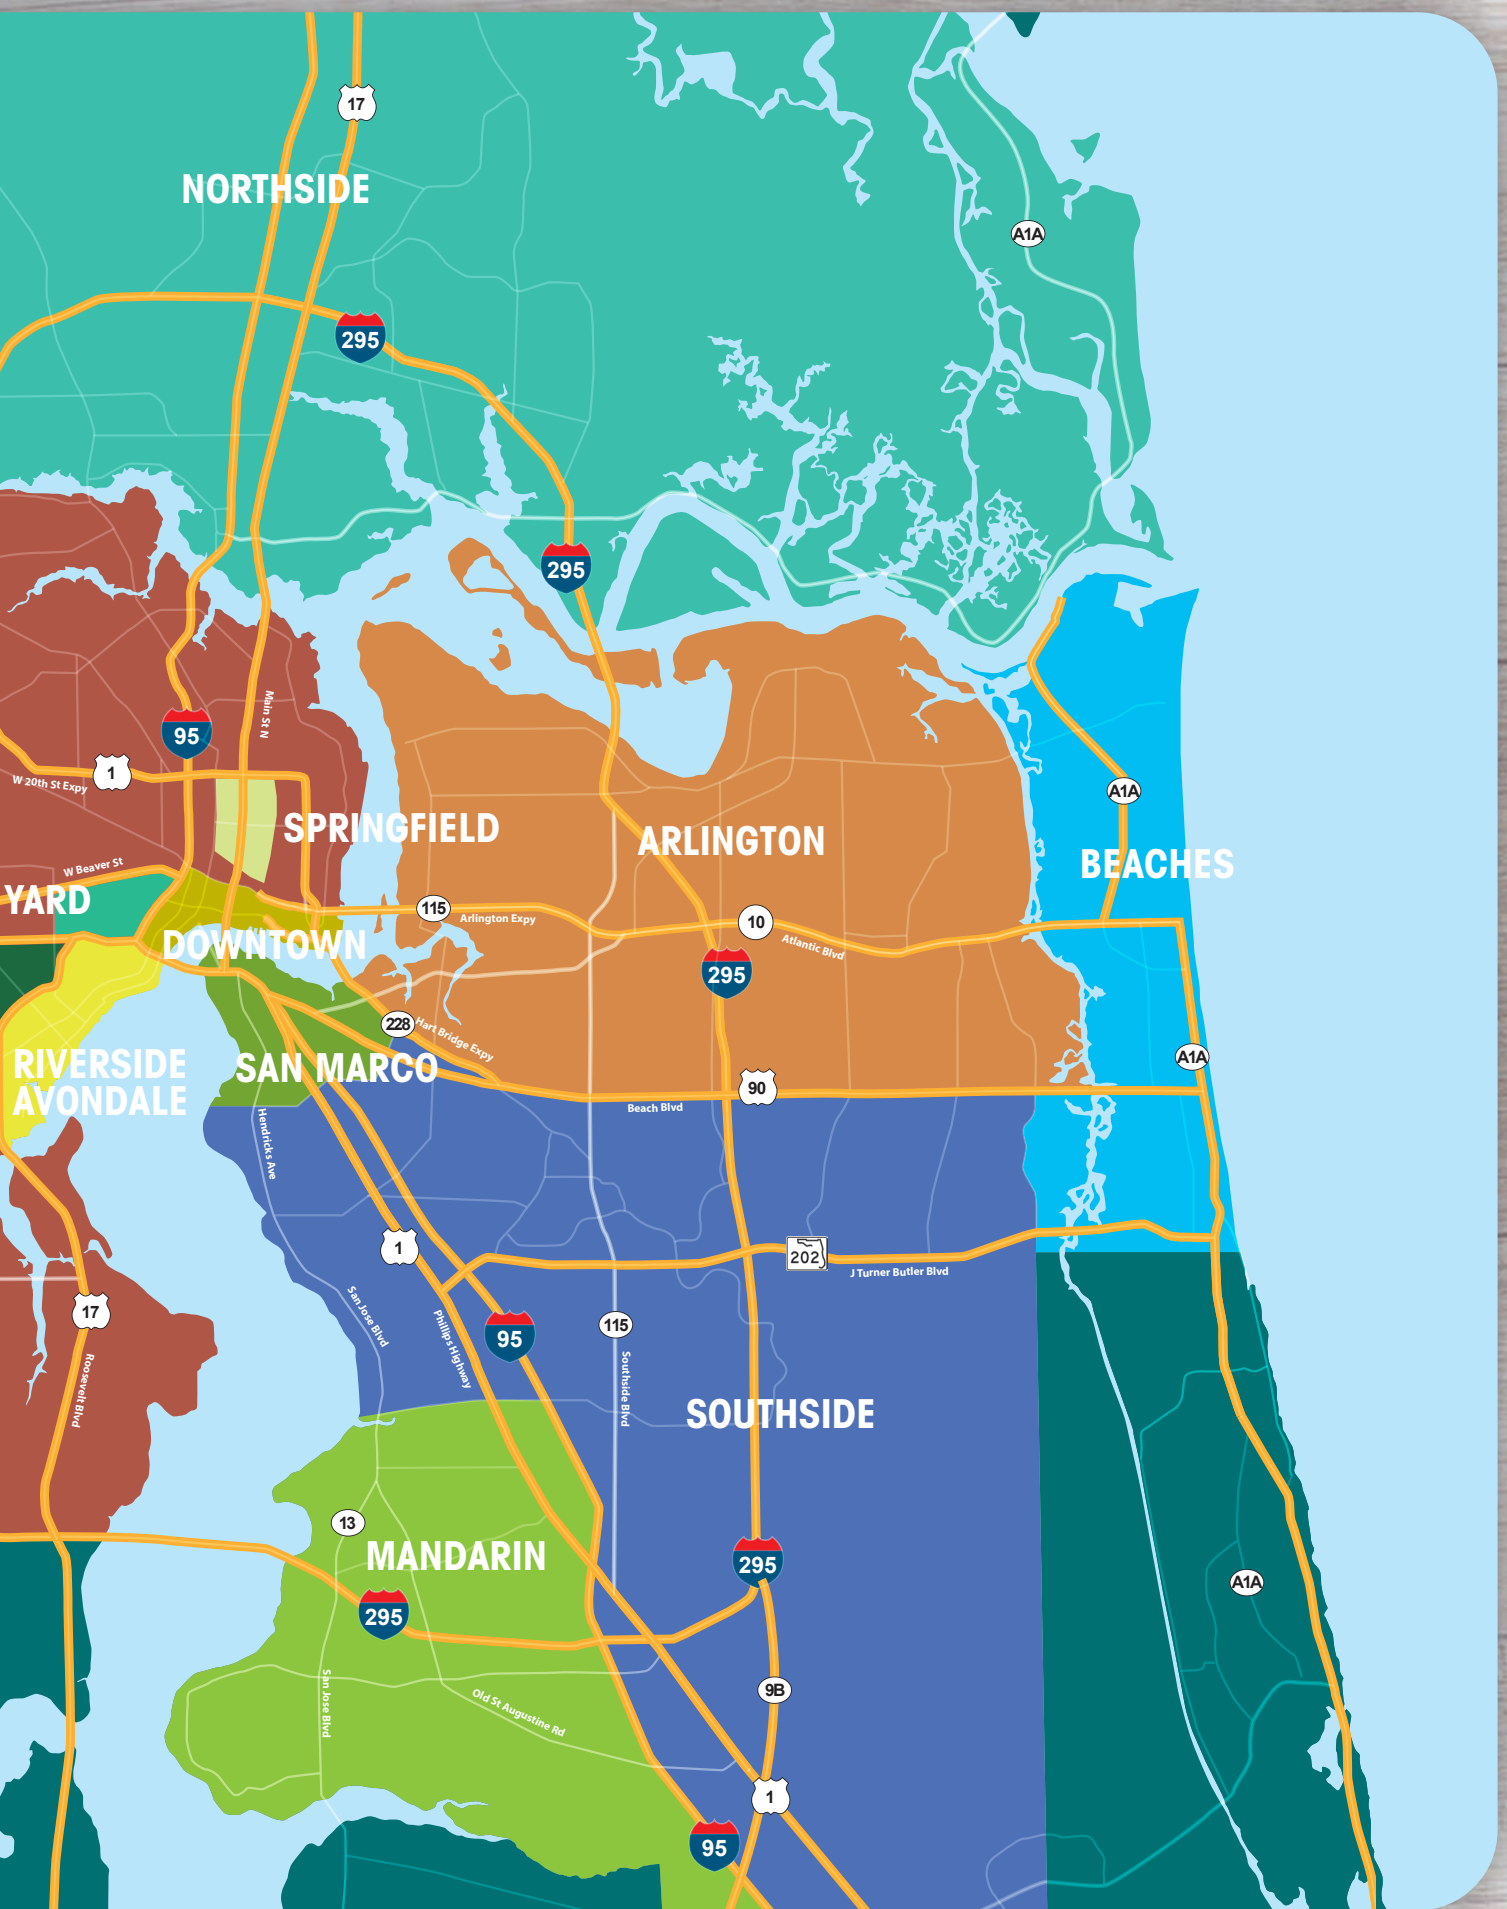 17
NORTHSIDE
A1A
295
295
Main St N
95
1
W 20th St Expy
A1A
SPRINGFIELD
ARLINGTON
BEACHES
W Beaver St
YARD
115
Arlington Expy
10
Atlantic Blvd
DOWNTOWN
295
228
Hart Bridge Expy
A1A
RIVERSIDE
AVONDALE
SAN MARCO
90
Beach Blvd
Hendricks Ave
1
202
J Turner Butler Blvd
San Jose Blvd
17
Phillips Highway
95
115
Roosevelt Blvd
Southside Blvd
SOUTHSIDE
13
MANDARIN
295
A1A
295
San Jose Blvd
Old St Augustine Rd
9B
1
95